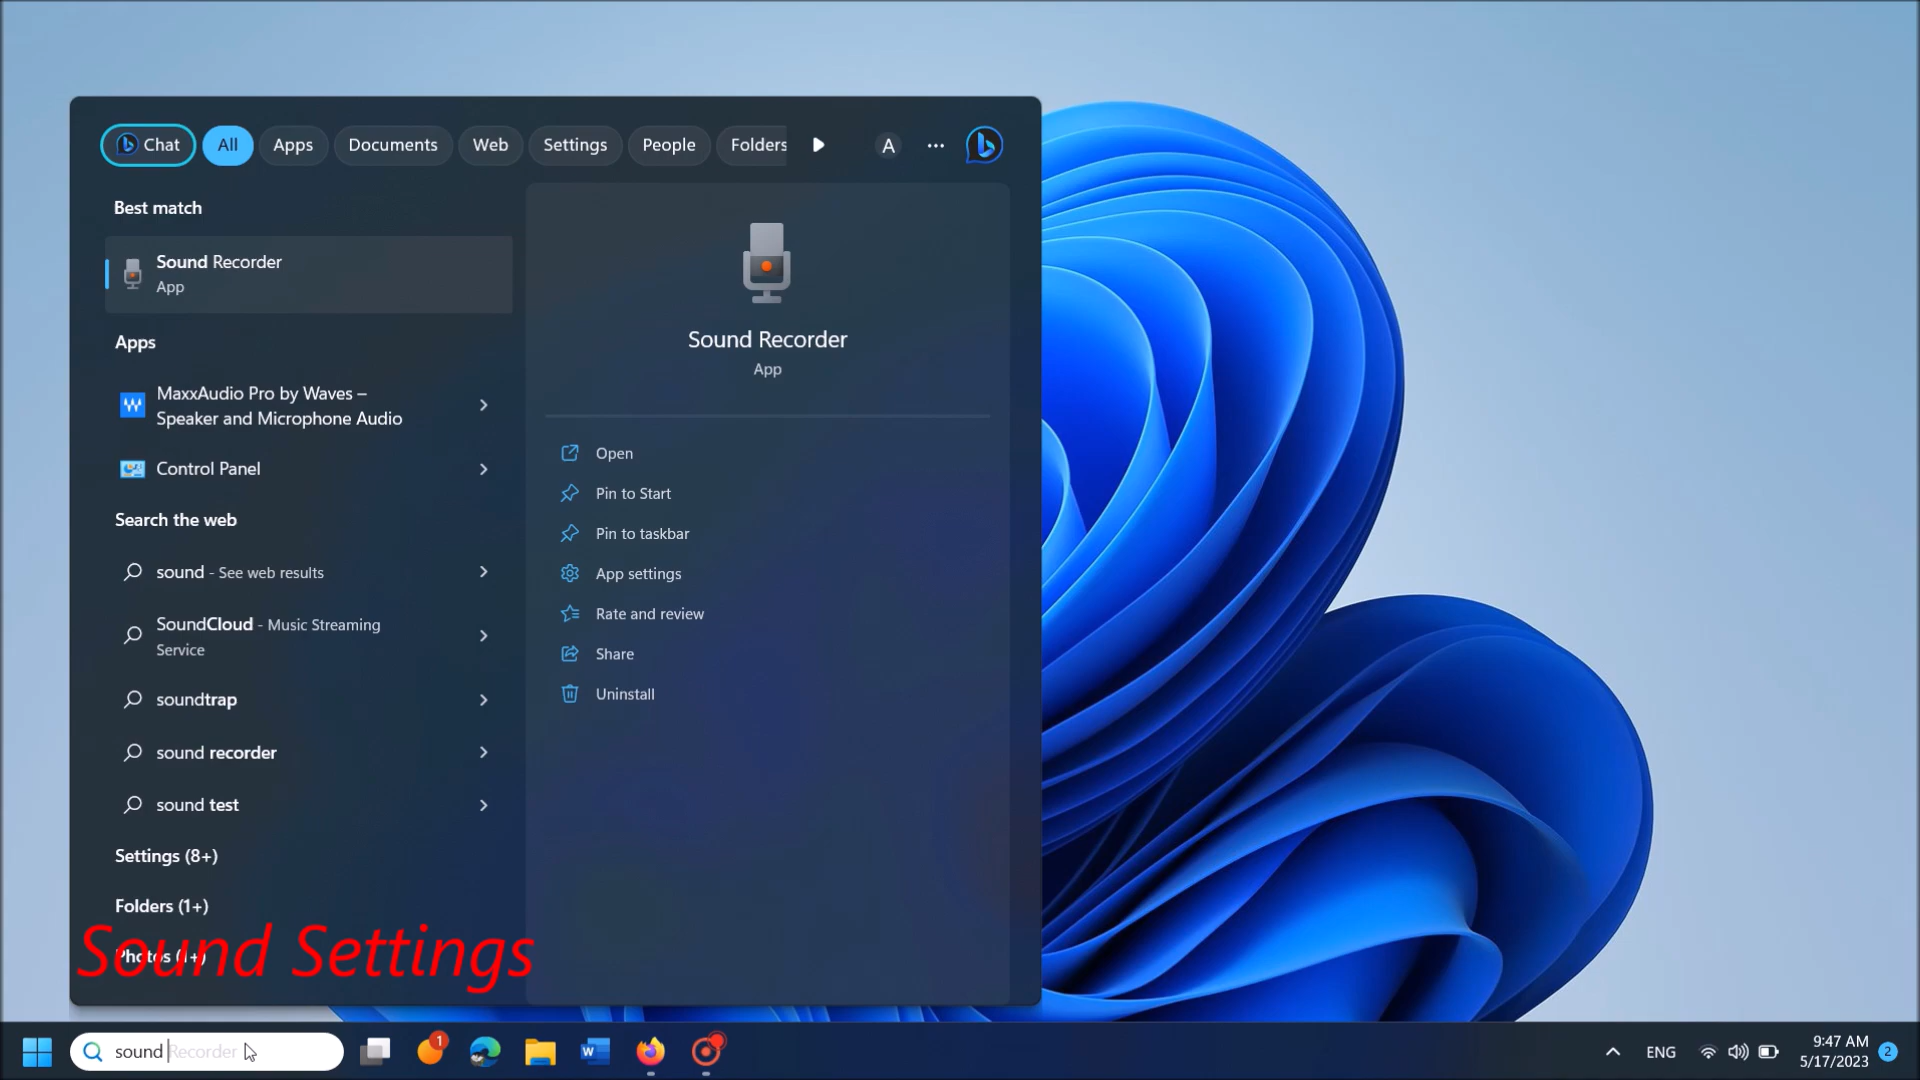 Chat All Apps Documents Web Settings People Folders A
Best match
Sound Recorder
App
Apps
MaxxAudio Pro by Waves –
Speaker and Microphone Audio
Control Panel
Search the web
sound - See web results
SoundCloud - Music Streaming
Service
soundtrap
sound recorder
sound test
Settings (8+)
Folders (1+)
Photos (1+)
Sound Settings
Sound Recorder
App
Open
Pin to Start
Pin to taskbar
App settings
Rate and review
Share
Uninstall
sound Recorder
1
ENG
9:47 AM
5/17/2023
2